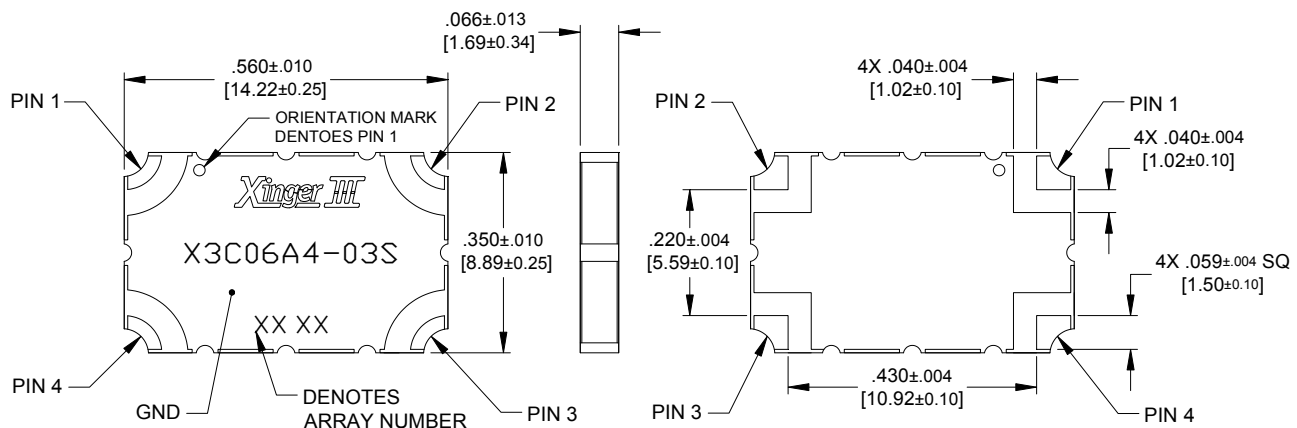 .066±.013
[1.69±0.34]
.560±.010
[14.22±0.25]
PIN 1
PIN 2
ORIENTATION MARK
DENTOES PIN 1
Xinger III
X3C06A4-03S
.350±.010
[8.89±0.25]
XX XX
PIN 4
GND
DENOTES
ARRAY NUMBER
PIN 3
4X .040±.004
[1.02±0.10]
PIN 2
PIN 1
4X .040±.004
[1.02±0.10]
.220±.004
[5.59±0.10]
4X .059±.004 SQ
[1.50±0.10]
.430±.004
[10.92±0.10]
PIN 3
PIN 4